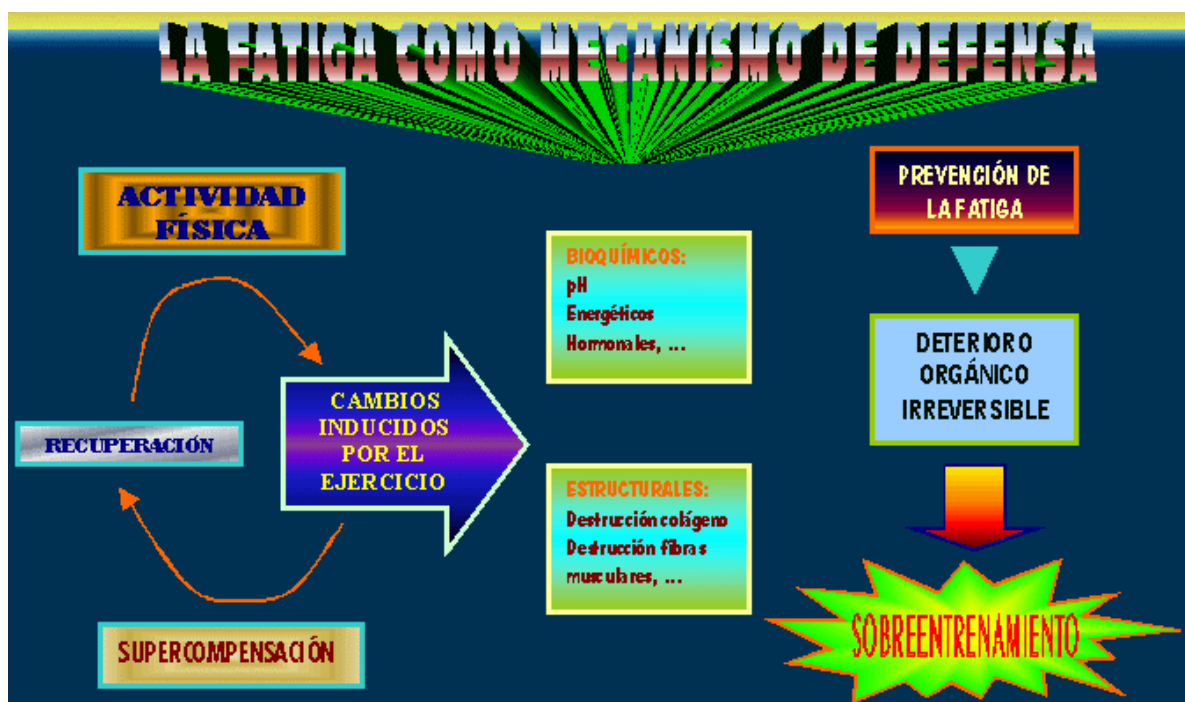 LA FATIGA COMO MECANISMO DE DEFENSA
ACTIVIDAD
FÍSICA
RECUPERACIÓN
SUPERCOMPENSACIÓN
CAMBIOS
INDUCIDOS
POR EL
EJERCICIO
BIOQUÍMICOS:
pH
Energéticos
Hormonales, ...
ESTRUCTURALES:
Destrucción colágeno
Destrucción fibras
musculares, ...
PREVENCIÓN DE
LA FATIGA
DETERIORO
ORGÁNICO
IRREVERSIBLE
SOBREENTRENAMIENTO